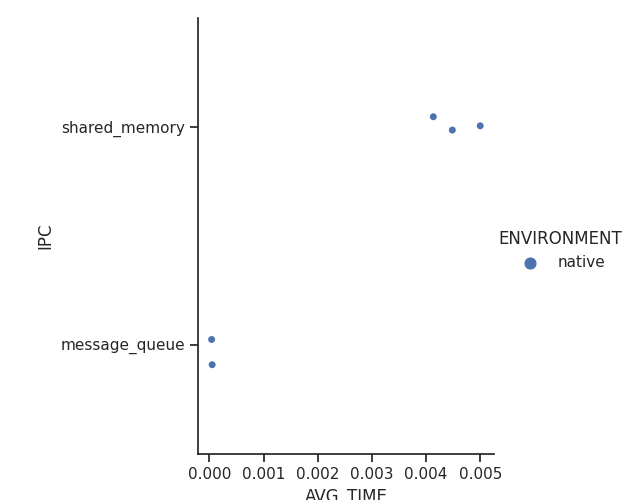 shared_memory
IPC
ENVIRONMENT
native
message_queue
0.000 0.001 0.002 0.003 0.004 0.005
AVG_TIME